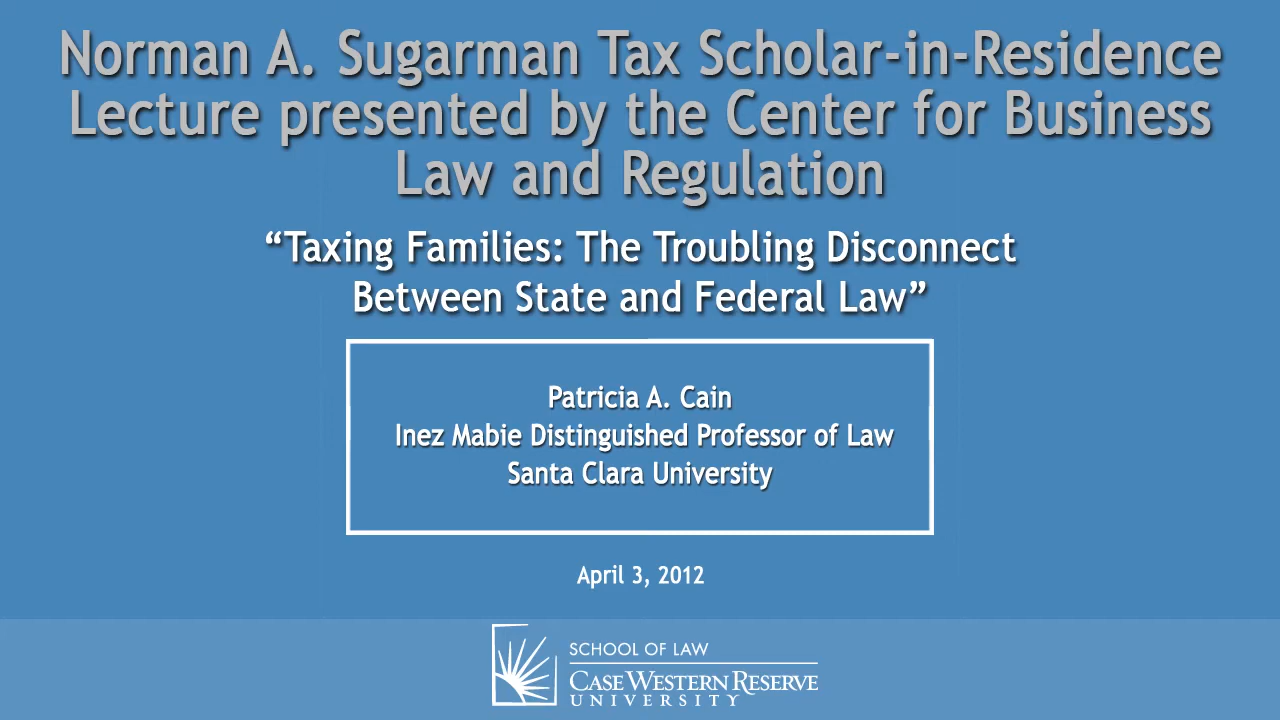 Norman A. Sugarman Tax Scholar-in-Residence
Lecture presented by the Center for Business
Law and Regulation
“Taxing Families: The Troubling Disconnect
Between State and Federal Law”
Patricia A. Cain
Inez Mabie Distinguished Professor of Law
Santa Clara University
April 3, 2012
SCHOOL OF LAW
CASE WESTERN RESERVE
UNIVERSITY